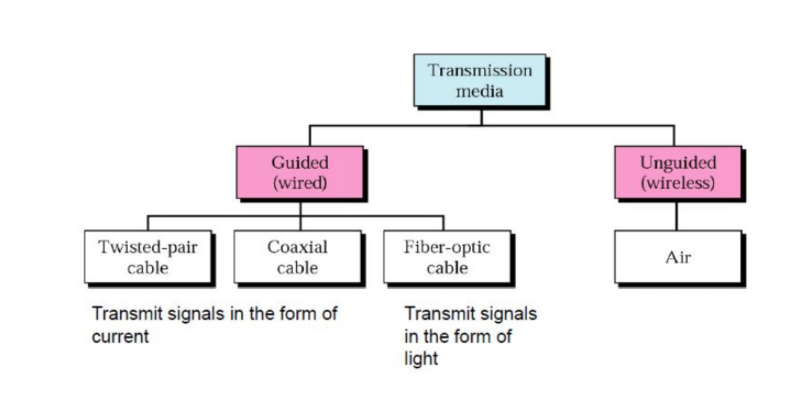 Transmission
media
Guided
(wired)
Unguided
(wireless)
Twisted-pair
cable
Coaxial
cable
Fiber-optic
cable
Air
Transmit signals in the form of
current
Transmit signals
in the form of
light